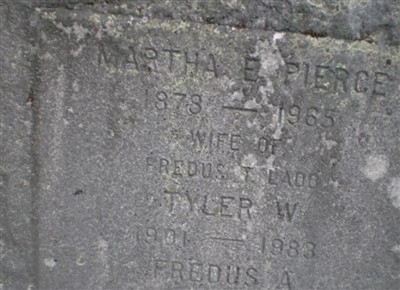 MARTHA E. PIERCE
1878 — 1965
WIFE OF
FREDUS T. LADD
TYLER W.
1901 — 1983
FREDUS A.